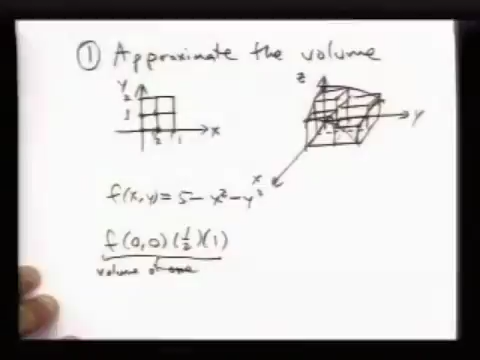 ① Approximate the volume
Y
2
1
1/2 1 X
Z
Y
X
f(x,y) = 5 - x² - y²
f(0,0)(1/2)(1)
volume of one